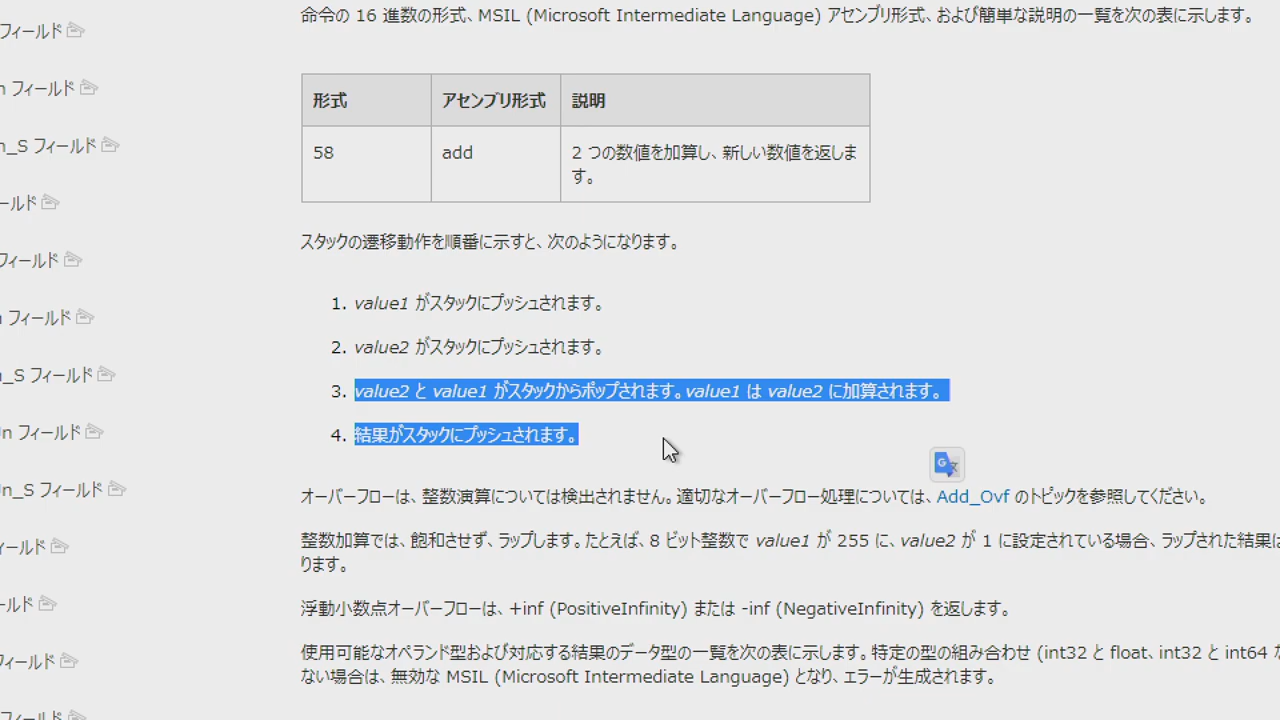 命令の 16 進数の形式、MSIL (Microsoft Intermediate Language) アセンブリ形式、および簡単な説明の一覧を次の表に示します。
フィールド
n フィールド
n_S フィールド
ールド
フィールド
フィールド
_S フィールド
n フィールド
n_S フィールド
ィールド
ールド
フィールド
フィールド
形式 アセンブリ形式 説明
58 add 2 つの数値を加算し、新しい数値を返しま
す。
スタックの遷移動作を順番に示すと、次のようになります。
1. value1 がスタックにプッシュされます。
2. value2 がスタックにプッシュされます。
3. value2 と value1 がスタックからポップされます。value1 は value2 に加算されます。
4. 結果がスタックにプッシュされます。
オーバーフローは、整数演算については検出されません。適切なオーバーフロー処理については、Add_Ovf のトピックを参照してください。
整数加算では、飽和させず、ラップします。たとえば、8 ビット整数で value1 が 255 に、value2 が 1 に設定されている場合、ラップされた結果は
ります。
浮動小数点オーバーフローは、+inf (PositiveInfinity) または -inf (NegativeInfinity) を返します。
使用可能なオペランド型および対応する結果のデータ型の一覧を次の表に示します。特定の型の組み合わせ (int32 と float、int32 と int64 な
ない場合は、無効な MSIL (Microsoft Intermediate Language) となり、エラーが生成されます。